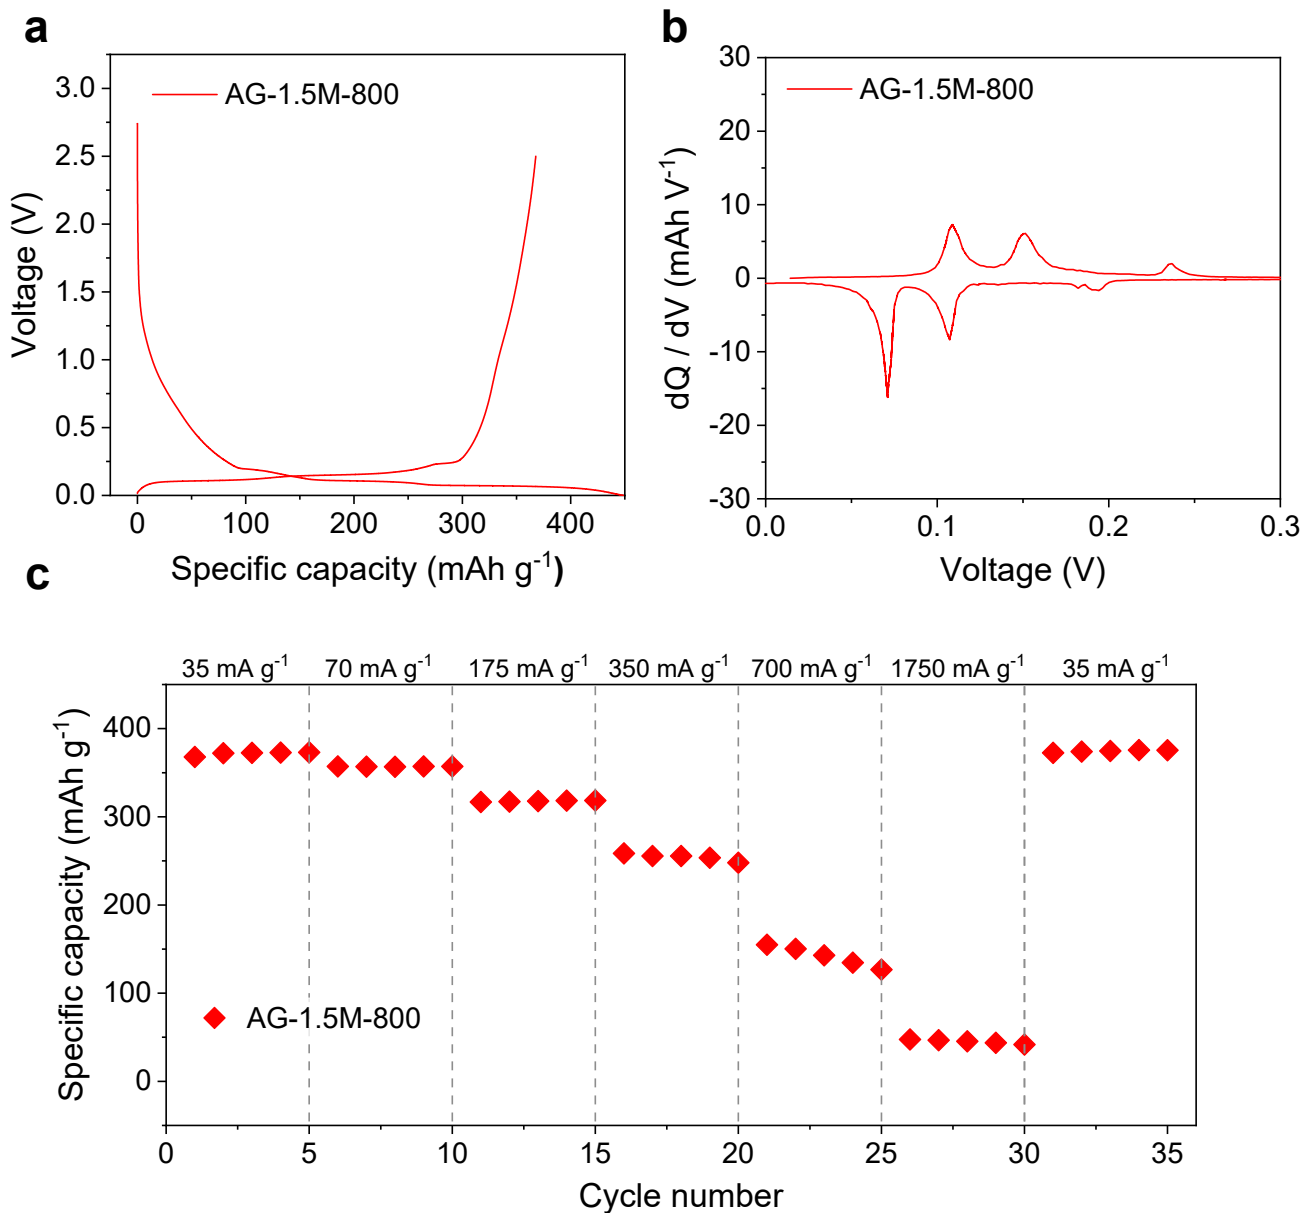 a
AG-1.5M-800
3.0
2.5
2.0
1.5
1.0
0.5
0.0
Voltage (V)
0 100 200 300 400
Specific capacity (mAh g⁻¹)
b
AG-1.5M-800
30
20
10
0
-10
-20
-30
dQ / dV (mAh V⁻¹)
0.0 0.1 0.2 0.3
Voltage (V)
c
35 mA g⁻¹ 70 mA g⁻¹ 175 mA g⁻¹ 350 mA g⁻¹ 700 mA g⁻¹ 1750 mA g⁻¹ 35 mA g⁻¹
400
300
200
100
0
Specific capacity (mAh g⁻¹)
AG-1.5M-800
0 5 10 15 20 25 30 35
Cycle number